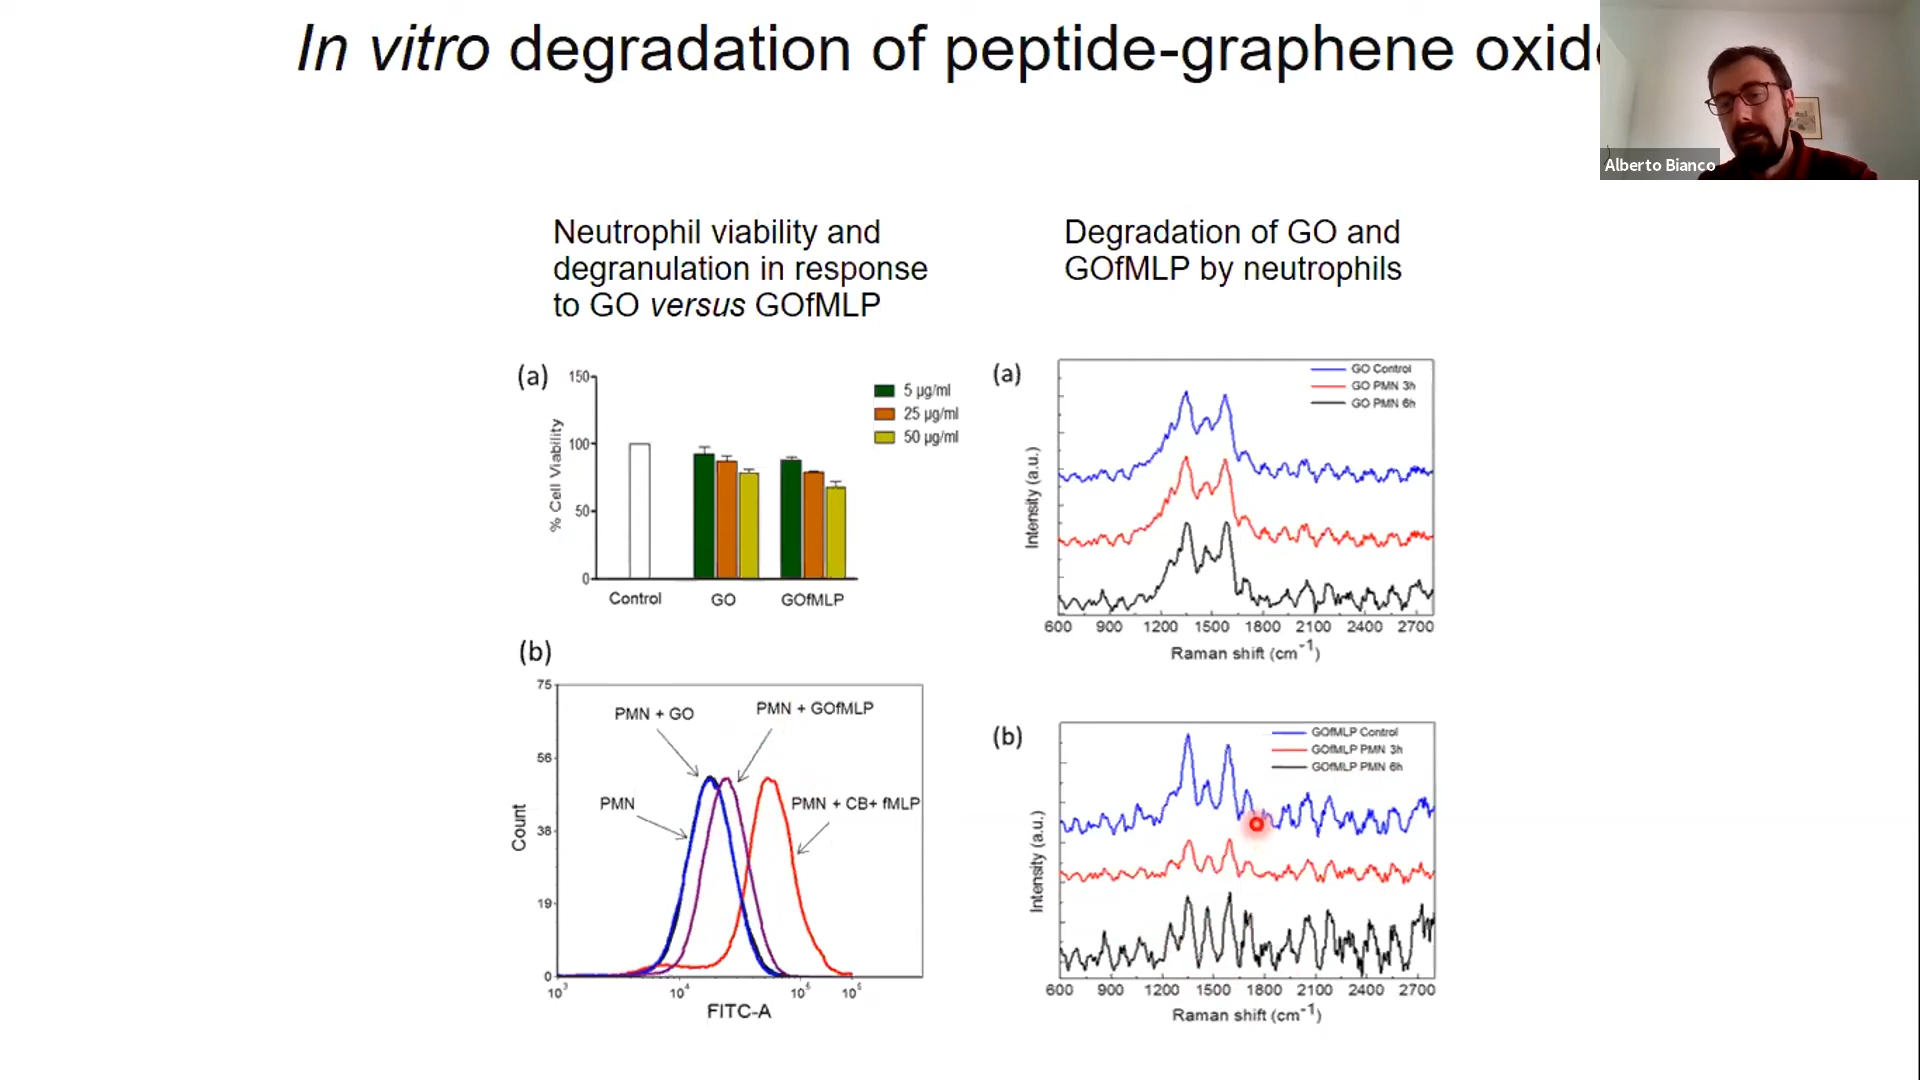 In vitro degradation of peptide-graphene oxid
Alberto Bianco
Neutrophil viability and
degranulation in response
to GO versus GOfMLP
Degradation of GO and
GOfMLP by neutrophils
(a)
150
100
50
0
% Cell Viability
5 µg/ml
25 µg/ml
50 µg/ml
Control GO GOfMLP
(a)
GO Control
GO PMN 3h
GO PMN 6h
Intensity (a.u.)
600 900 1200 1500 1800 2100 2400 2700
Raman shift (cm⁻¹)
(b)
75
56
38
19
0
Count
PMN + GO
PMN + GOfMLP
PMN
PMN + CB+ fMLP
10³ 10⁴ 10⁵ 10⁵
FITC-A
(b)
GOfMLP Control
GOfMLP PMN 3h
GOfMLP PMN 6h
Intensity (a.u.)
600 900 1200 1500 1800 2100 2400 2700
Raman shift (cm⁻¹)